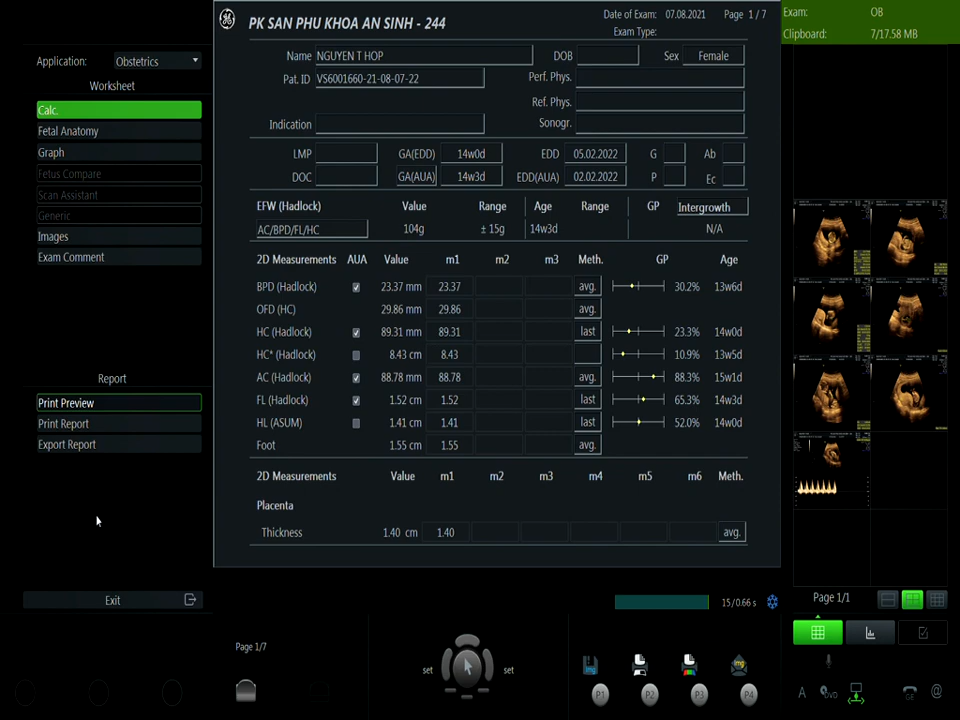 PK SAN PHU KHOA AN SINH - 244
Date of Exam: 07.08.2021 Page 1 / 7
Exam Type:
Exam: OB
Clipboard: 7/17.58 MB
Application: Obstetrics
Worksheet
Calc.
Fetal Anatomy
Graph
Fetus Compare
Scan Assistant
Generic
Images
Exam Comment
Report
Print Preview
Print Report
Export Report
Exit
Name NGUYEN T HOP DOB Sex Female
Pat. ID VS6001660-21-08-07-22 Perf. Phys.
Ref. Phys.
Indication Sonogr.
LMP GA(EDD) 14w0d EDD 05.02.2022 G Ab
DOC GA(AUA) 14w3d EDD(AUA) 02.02.2022 P Ec
EFW (Hadlock) Value Range Age Range GP Intergrowth
AC/BPD/FL/HC 104g ± 15g 14w3d N/A
2D Measurements AUA Value m1 m2 m3 Meth. GP Age
BPD (Hadlock) 23.37 mm 23.37 avg. 30.2% 13w6d
OFD (HC) 29.86 mm 29.86 avg.
HC (Hadlock) 89.31 mm 89.31 last 23.3% 14w0d
HC* (Hadlock) 8.43 cm 8.43 10.9% 13w5d
AC (Hadlock) 88.78 mm 88.78 avg. 88.3% 15w1d
FL (Hadlock) 1.52 cm 1.52 last 65.3% 14w3d
HL (ASUM) 1.41 cm 1.41 last 52.0% 14w0d
Foot 1.55 cm 1.55 avg.
2D Measurements Value m1 m2 m3 m4 m5 m6 Meth.
Placenta
Thickness 1.40 cm 1.40 avg.
15/0.66 s
Page 1/1
Page 1/7
set set
P1 P2 P3 P4
A DVD @